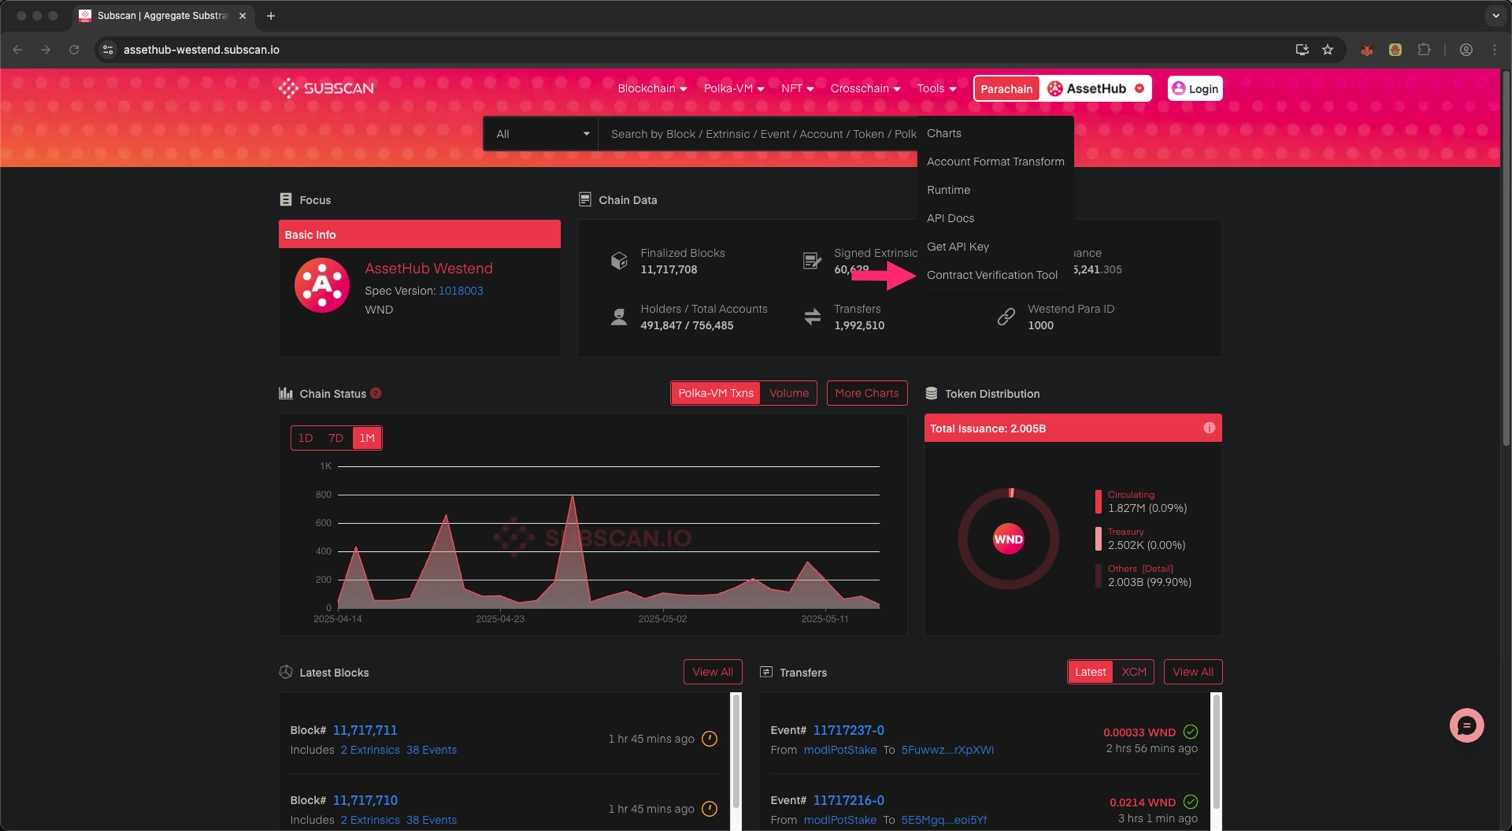 Subscan | Aggregate Substra
assethub-westend.subscan.io
SUBSCAN
Blockchain
Polka-VM
NFT
Crosschain
Tools
Parachain
AssetHub
Login
All
Search by Block / Extrinsic / Event / Account / Token / Polk
Charts
Account Format Transform
Runtime
API Docs
Get API Key
Contract Verification Tool
Focus
Basic Info
AssetHub Westend
Spec Version: 1018003
WND
Chain Data
Finalized Blocks
11,717,708
Signed Extrinsic
60,629
uance
5,241.305
Holders / Total Accounts
491,847 / 756,485
Transfers
1,992,510
Westend Para ID
1000
Chain Status ?
Polka-VM Txns
Volume
More Charts
1D 7D 1M
1K
800
600
400
200
0
SUBSCAN.IO
2025-04-14 2025-04-23 2025-05-02 2025-05-11
Token Distribution
Total Issuance: 2.005B
WND
Circulating
1.827M (0.09%)
Treasury
2.502K (0.00%)
Others [Detail]
2.003B (99.90%)
Latest Blocks
View All
Block# 11,717,711
Includes 2 Extrinsics 38 Events
1 hr 45 mins ago
Block# 11,717,710
Includes 2 Extrinsics 38 Events
1 hr 45 mins ago
Transfers
Latest
XCM
View All
Event# 11717237-0
From modlPotStake To 5Fuwwz....rXpXWi
0.00033 WND
2 hrs 56 mins ago
Event# 11717216-0
From modlPotStake To 5E5Mgq....eoi5Yf
0.0214 WND
3 hrs 1 min ago